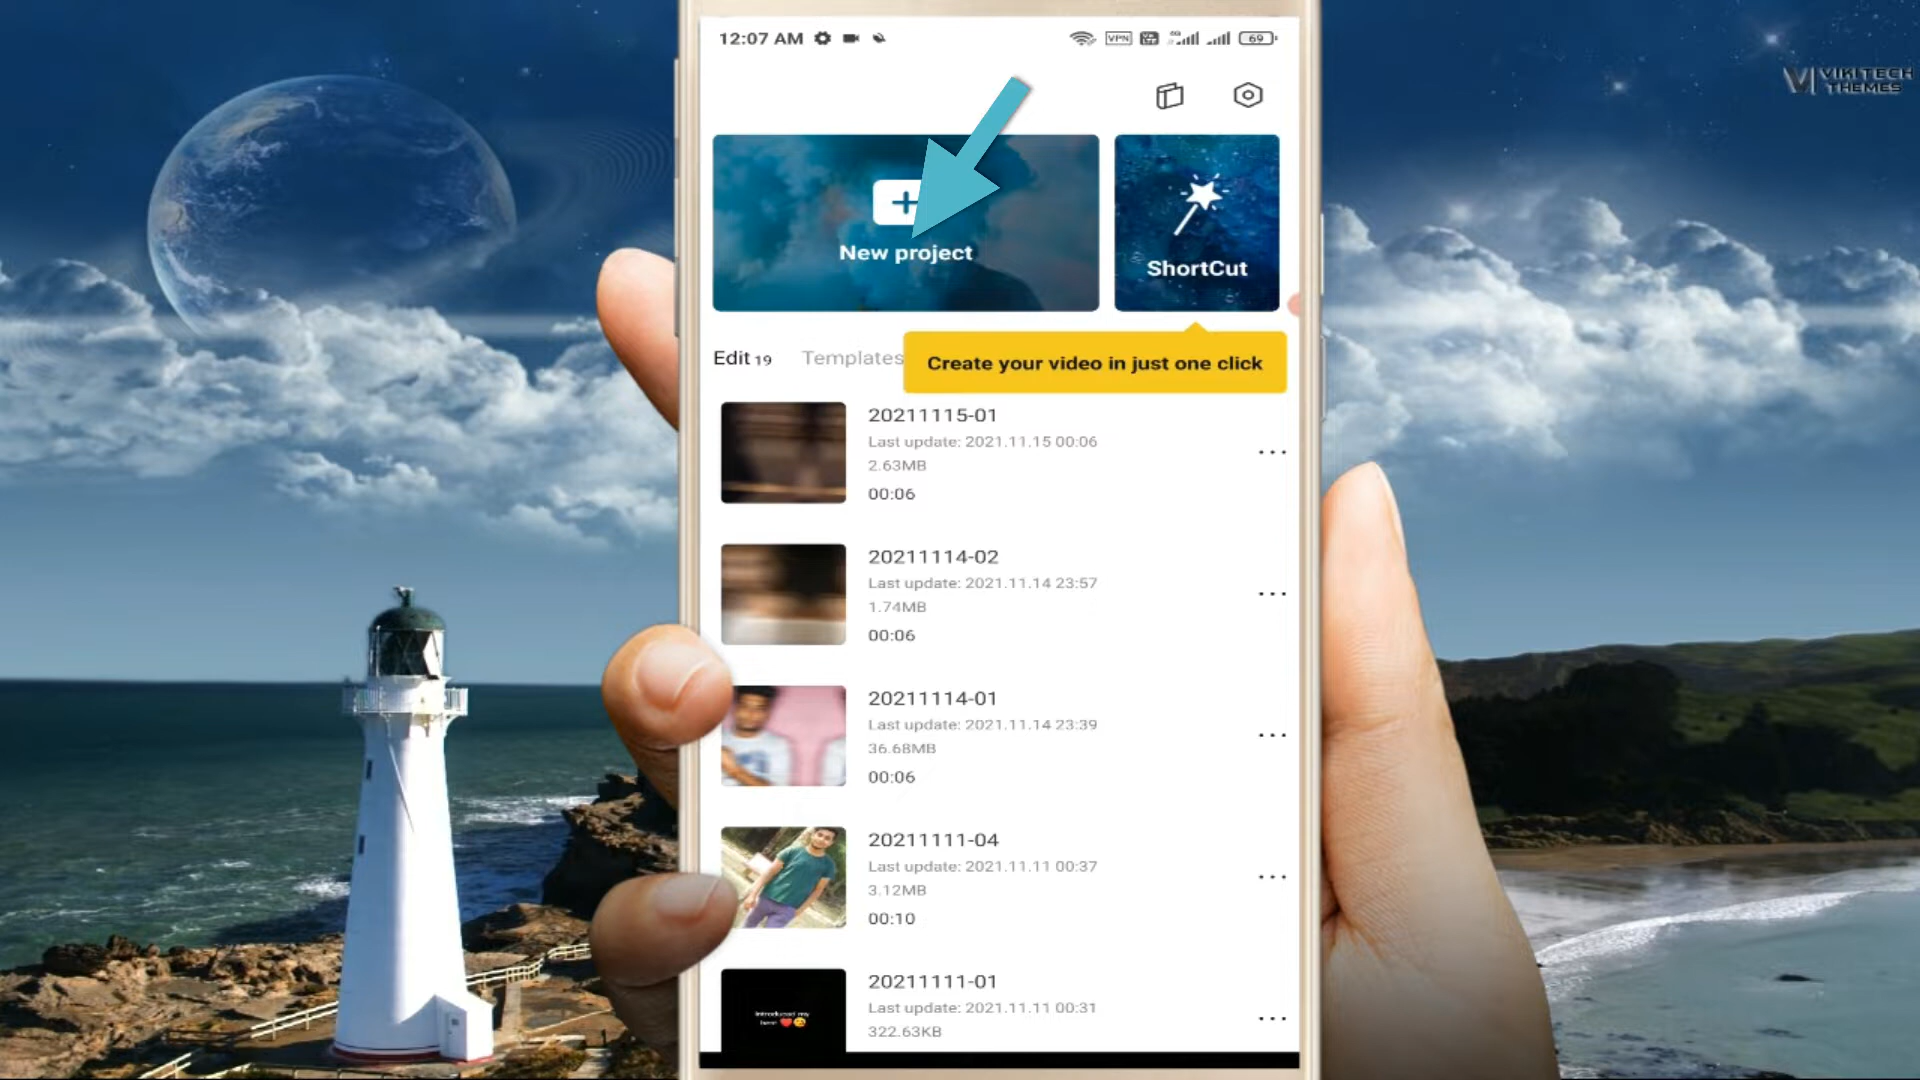 12:07 AM
VPN
4G
69
VIKITECH
THEMES
New project
ShortCut
Edit 19
Templates
Create your video in just one click
20211115-01
Last update: 2021.11.15 00:06
2.63MB
00:06
20211114-02
Last update: 2021.11.14 23:57
1.74MB
00:06
20211114-01
Last update: 2021.11.14 23:39
36.68MB
00:06
20211111-04
Last update: 2021.11.11 00:37
3.12MB
00:10
20211111-01
Last update: 2021.11.11 00:31
322.63KB